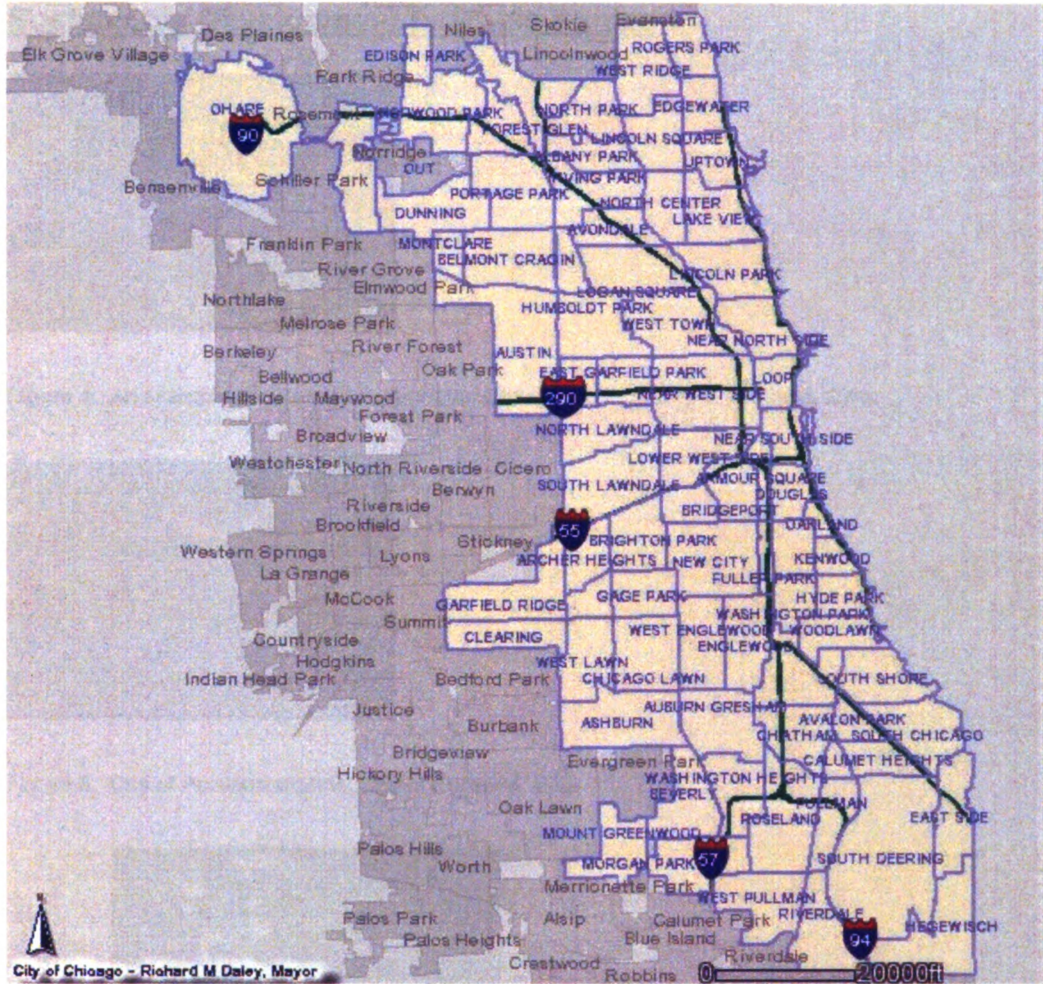 Evanston
Skokie
Niles
Des Plaines
ROGERS PARK
Elk Grove Village
EDISON PARK
Lincolnwood
WEST RIDGE
Park Ridge
OHARE
Rosemont
NORTH PARK
EDGEWATER
90
FOREST GLEN
LINCOLN SQUARE
Norridge
ALBANY PARK
UPTOWN
OUT
IRVING PARK
Bensenville
Schiller Park
PORTAGE PARK
NORTH CENTER
DUNNING
LAKE VIEW
AVONDALE
Franklin Park
MONTCLARE
BELMONT CRAGIN
River Grove
LINCOLN PARK
Elmwood Park
LOGAN SQUARE
Northlake
HUMBOLDT PARK
Melrose Park
WEST TOWN
NEAR NORTH SIDE
Berkeley
River Forest
AUSTIN
Bellwood
Oak Park
EAST GARFIELD PARK
LOOP
Hillside
Maywood
290
NEAR WEST SIDE
Forest Park
Broadview
NORTH LAWNDALE
NEAR SOUTH SIDE
Westchester
North Riverside
Cicero
LOWER WEST SIDE
Berwyn
SOUTH LAWNDALE
ARMOUR SQUARE
DOUGLAS
Riverside
BRIDGEPORT
Brookfield
55
OAKLAND
Stickney
BRIGHTON PARK
Western Springs
Lyons
ARCHER HEIGHTS
NEW CITY
KENWOOD
La Grange
FULLER PARK
McCook
GARFIELD RIDGE
GAGE PARK
HYDE PARK
Summit
WASHINGTON PARK
Countryside
CLEARING
WEST ENGLEWOOD
WOODLAWN
Hodgkins
WEST LAWN
ENGLEWOOD
Indian Head Park
Bedford Park
CHICAGO LAWN
SOUTH SHORE
Justice
Burbank
ASHBURN
AUBURN GRESHAM
AVALON PARK
CHATHAM
SOUTH CHICAGO
Bridgeview
Evergreen Park
CALUMET HEIGHTS
Hickory Hills
WASHINGTON HEIGHTS
BEVERLY
Oak Lawn
PULLMAN
MOUNT GREENWOOD
ROSELAND
EAST SIDE
Palos Hills
57
Worth
MORGAN PARK
SOUTH DEERING
Merrionette Park
WEST PULLMAN
Palos Park
Alsip
Calumet Park
RIVERDALE
HEGEWISCH
Palos Heights
Blue Island
94
Crestwood
Riverdale
City of Chicago - Richard M Daley, Mayor
Robbins
0
20000ft